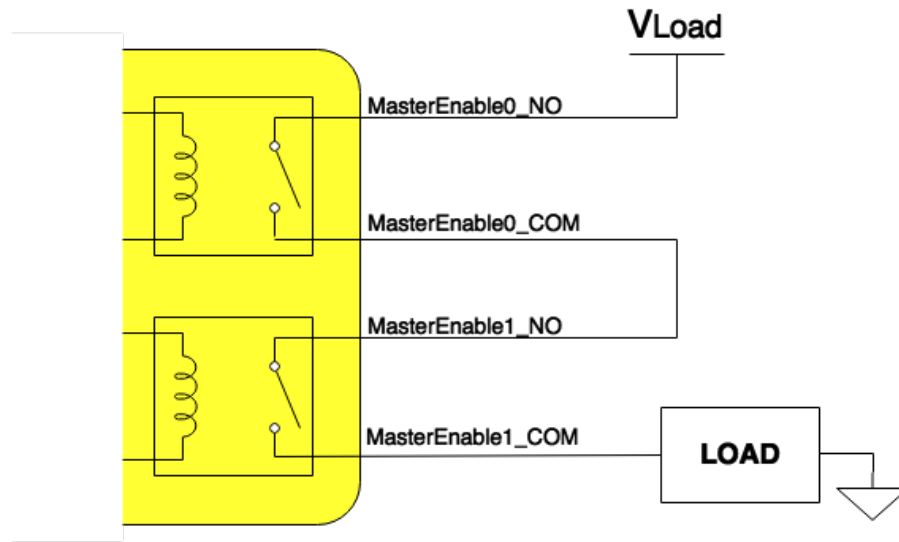 VLoad
MasterEnable0_NO
MasterEnable0_COM
MasterEnable1_NO
MasterEnable1_COM
LOAD